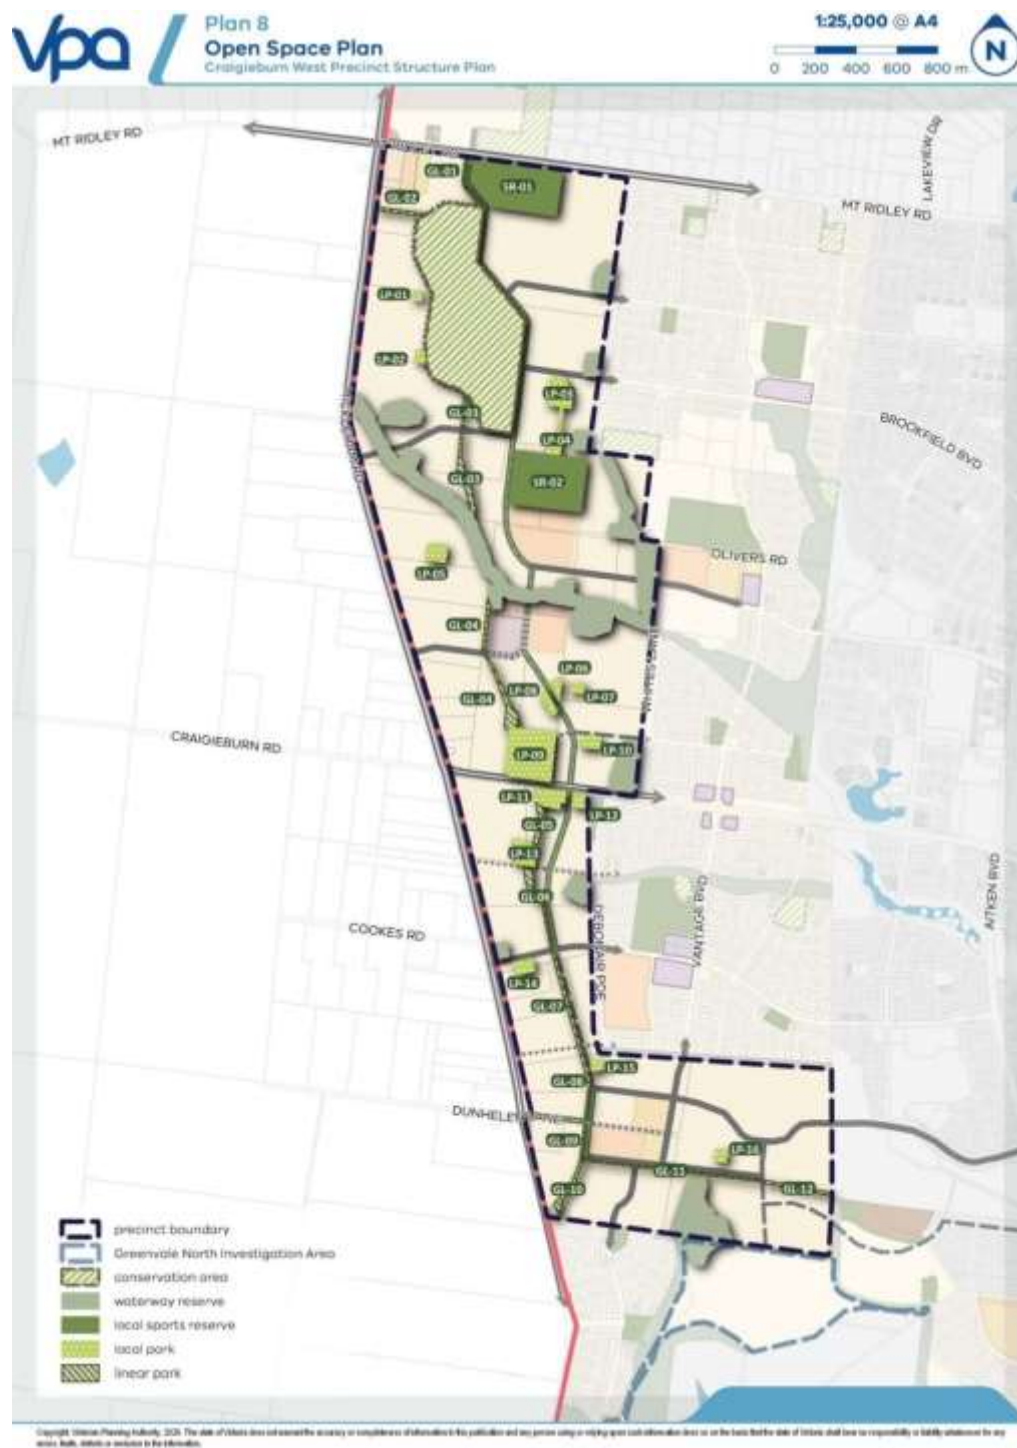 vpa
Plan 8
Open Space Plan
Craigieburn West Precinct Structure Plan
1:25,000 @ A4
0 200 400 600 800 m
N
MT RIDLEY RD
LAKEVIEW DR
MT RIDLEY RD
GL-01
SR-01
GL-02
LP-01
LP-02
LP-03
GL-03
BROOKFIELD BVD
LP-04
GL-03
SR-02
OLIVERS RD
LP-05
GL-04
LP-06
GL-04
LP-07
CRAIGIEBURN RD
LP-09
LP-10
LP-11
LP-12
GL-05
LP-13
GL-06
AITKEN BVD
VANTAGE BVD
COOKES RD
LP-14
GL-07
LP-15
GL-08
DUNHELEN
GL-09
LP-16
GL-11
GL-10
GL-12
precinct boundary
Greenvale North Investigation Area
conservation area
waterway reserve
local sports reserve
local park
linear park